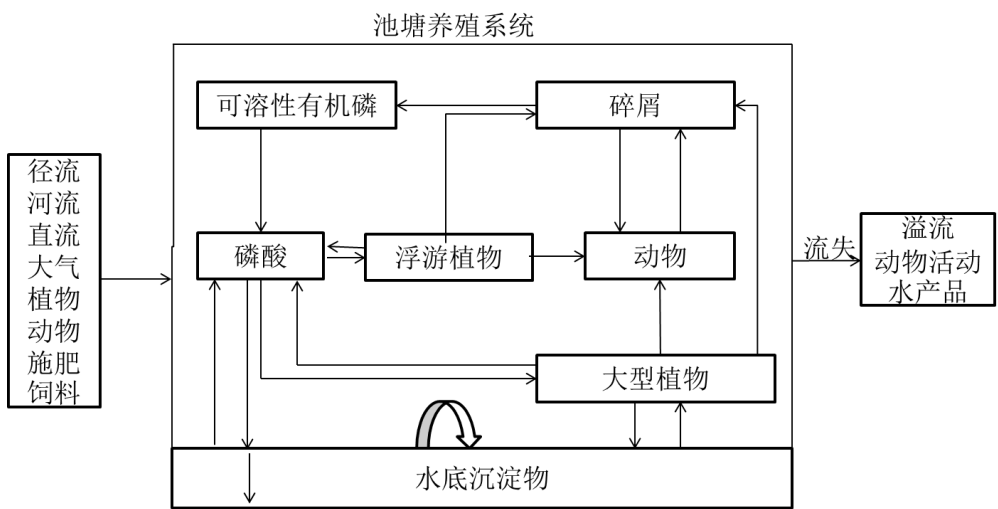 池塘养殖系统
径流
河流
直流
大气
植物
动物
施肥
饲料
可溶性有机磷
碎屑
磷酸
浮游植物
动物
大型植物
水底沉淀物
流失
溢流
动物活动
水产品